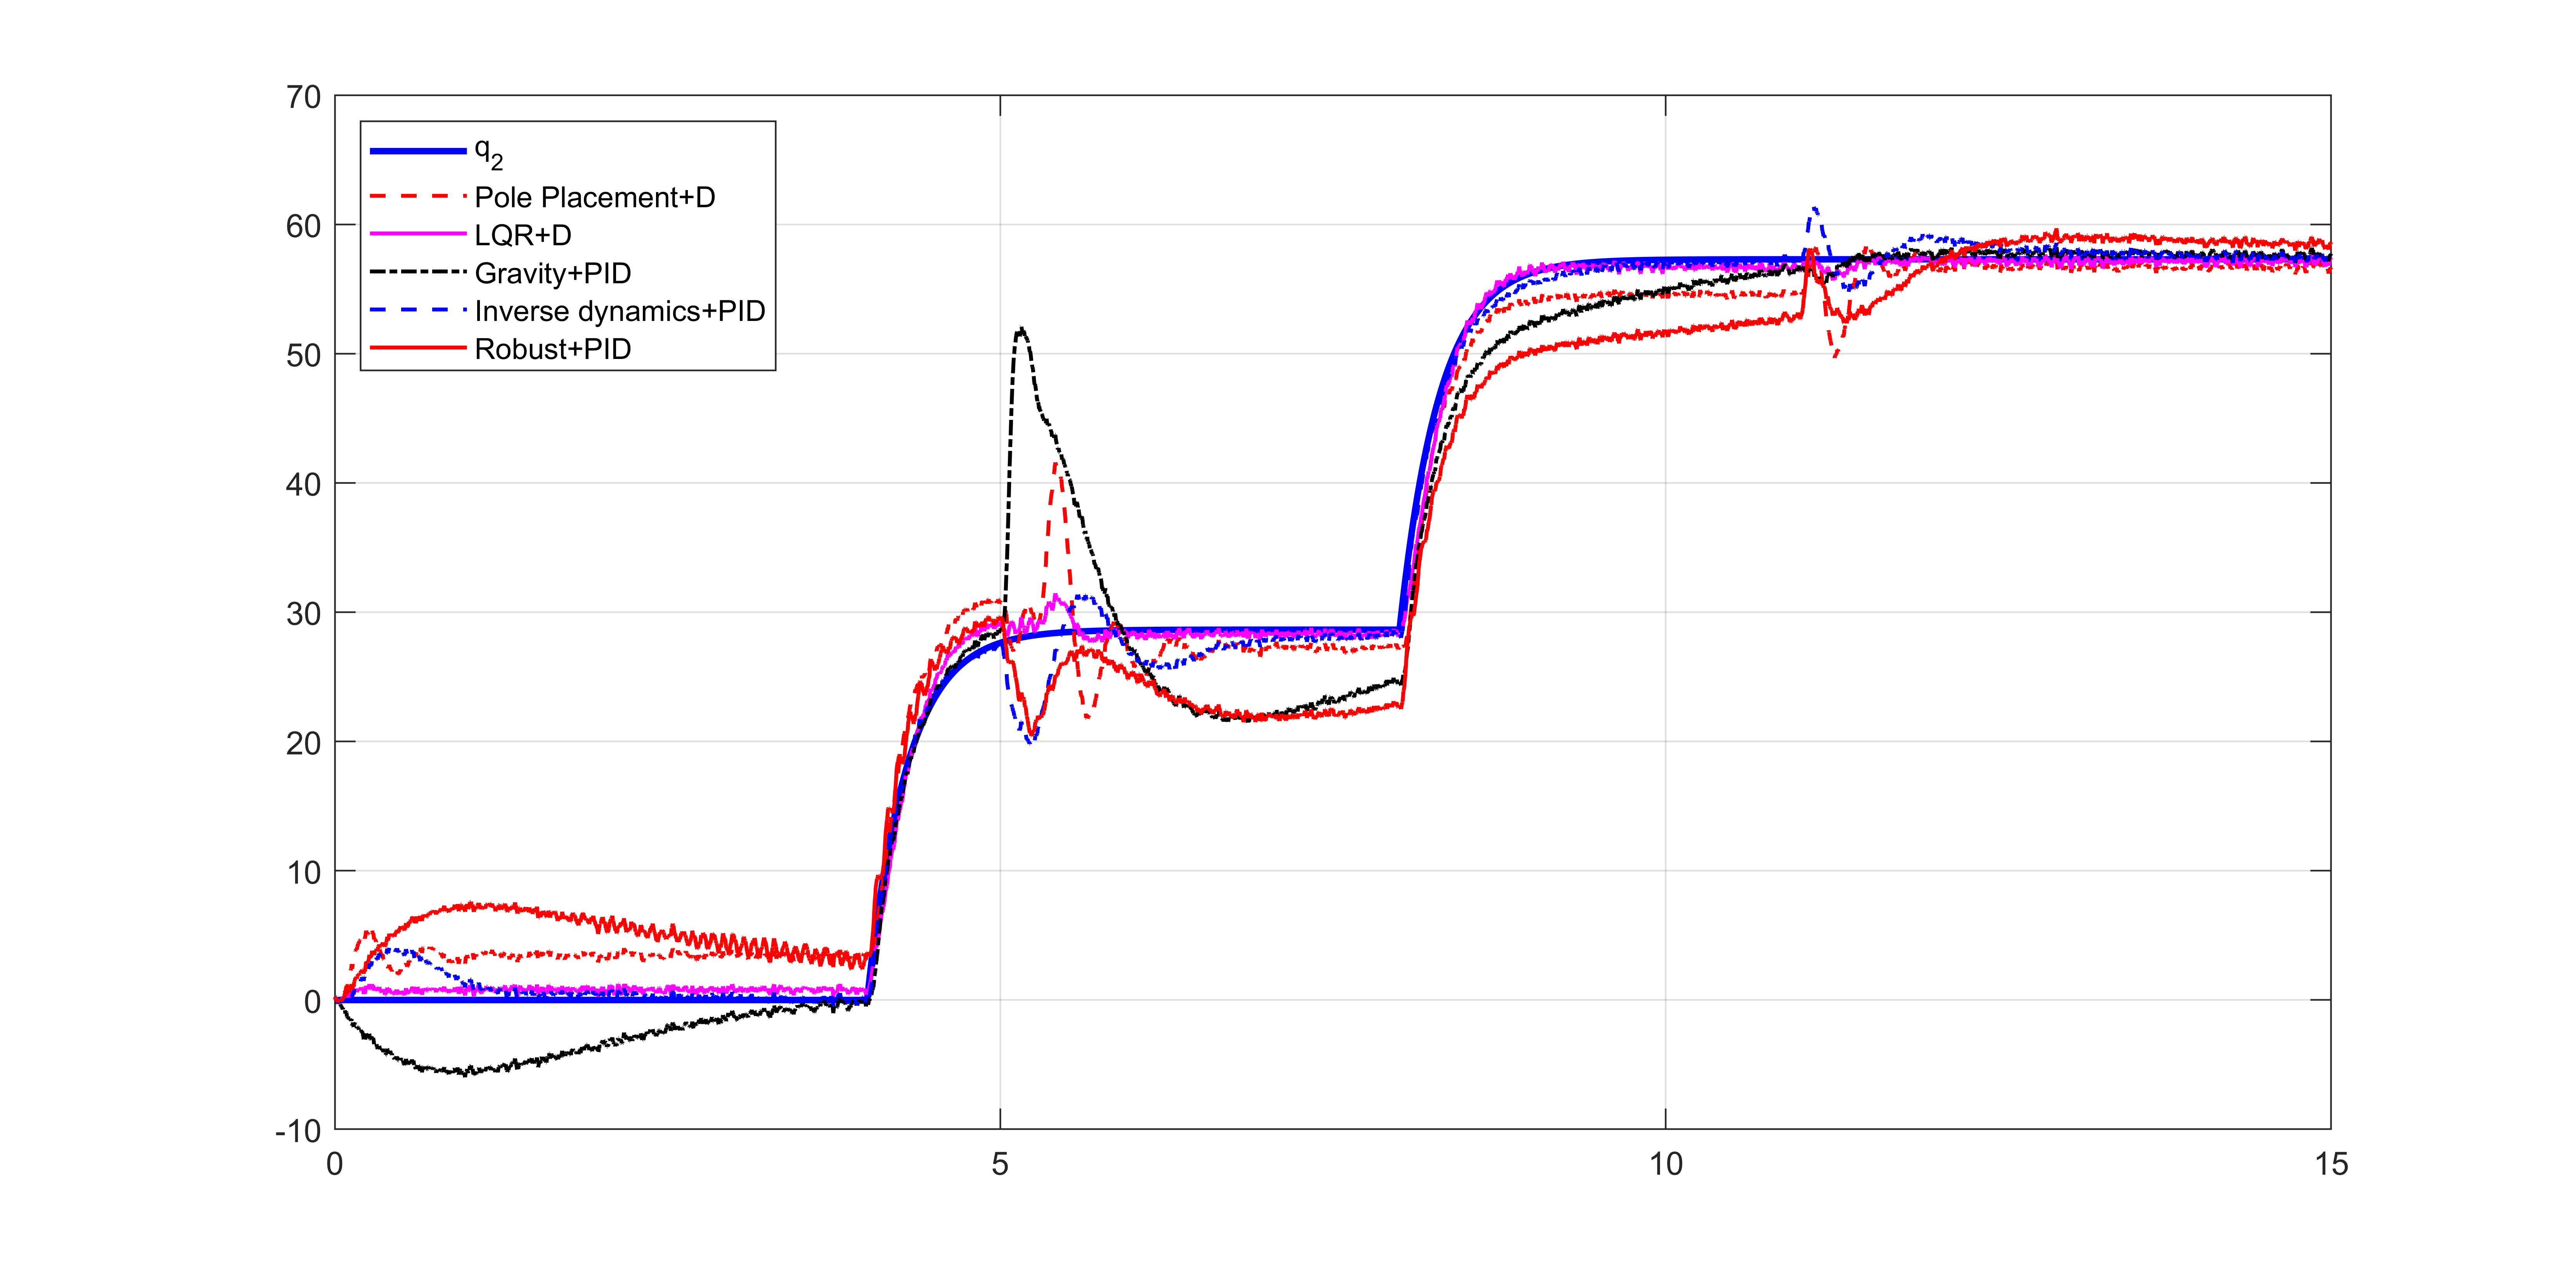 70
60
50
40
30
20
10
0
-10
q2
Pole Placement+D
LQR+D
Gravity+PID
Inverse dynamics+PID
Robust+PID
0 5 10 15